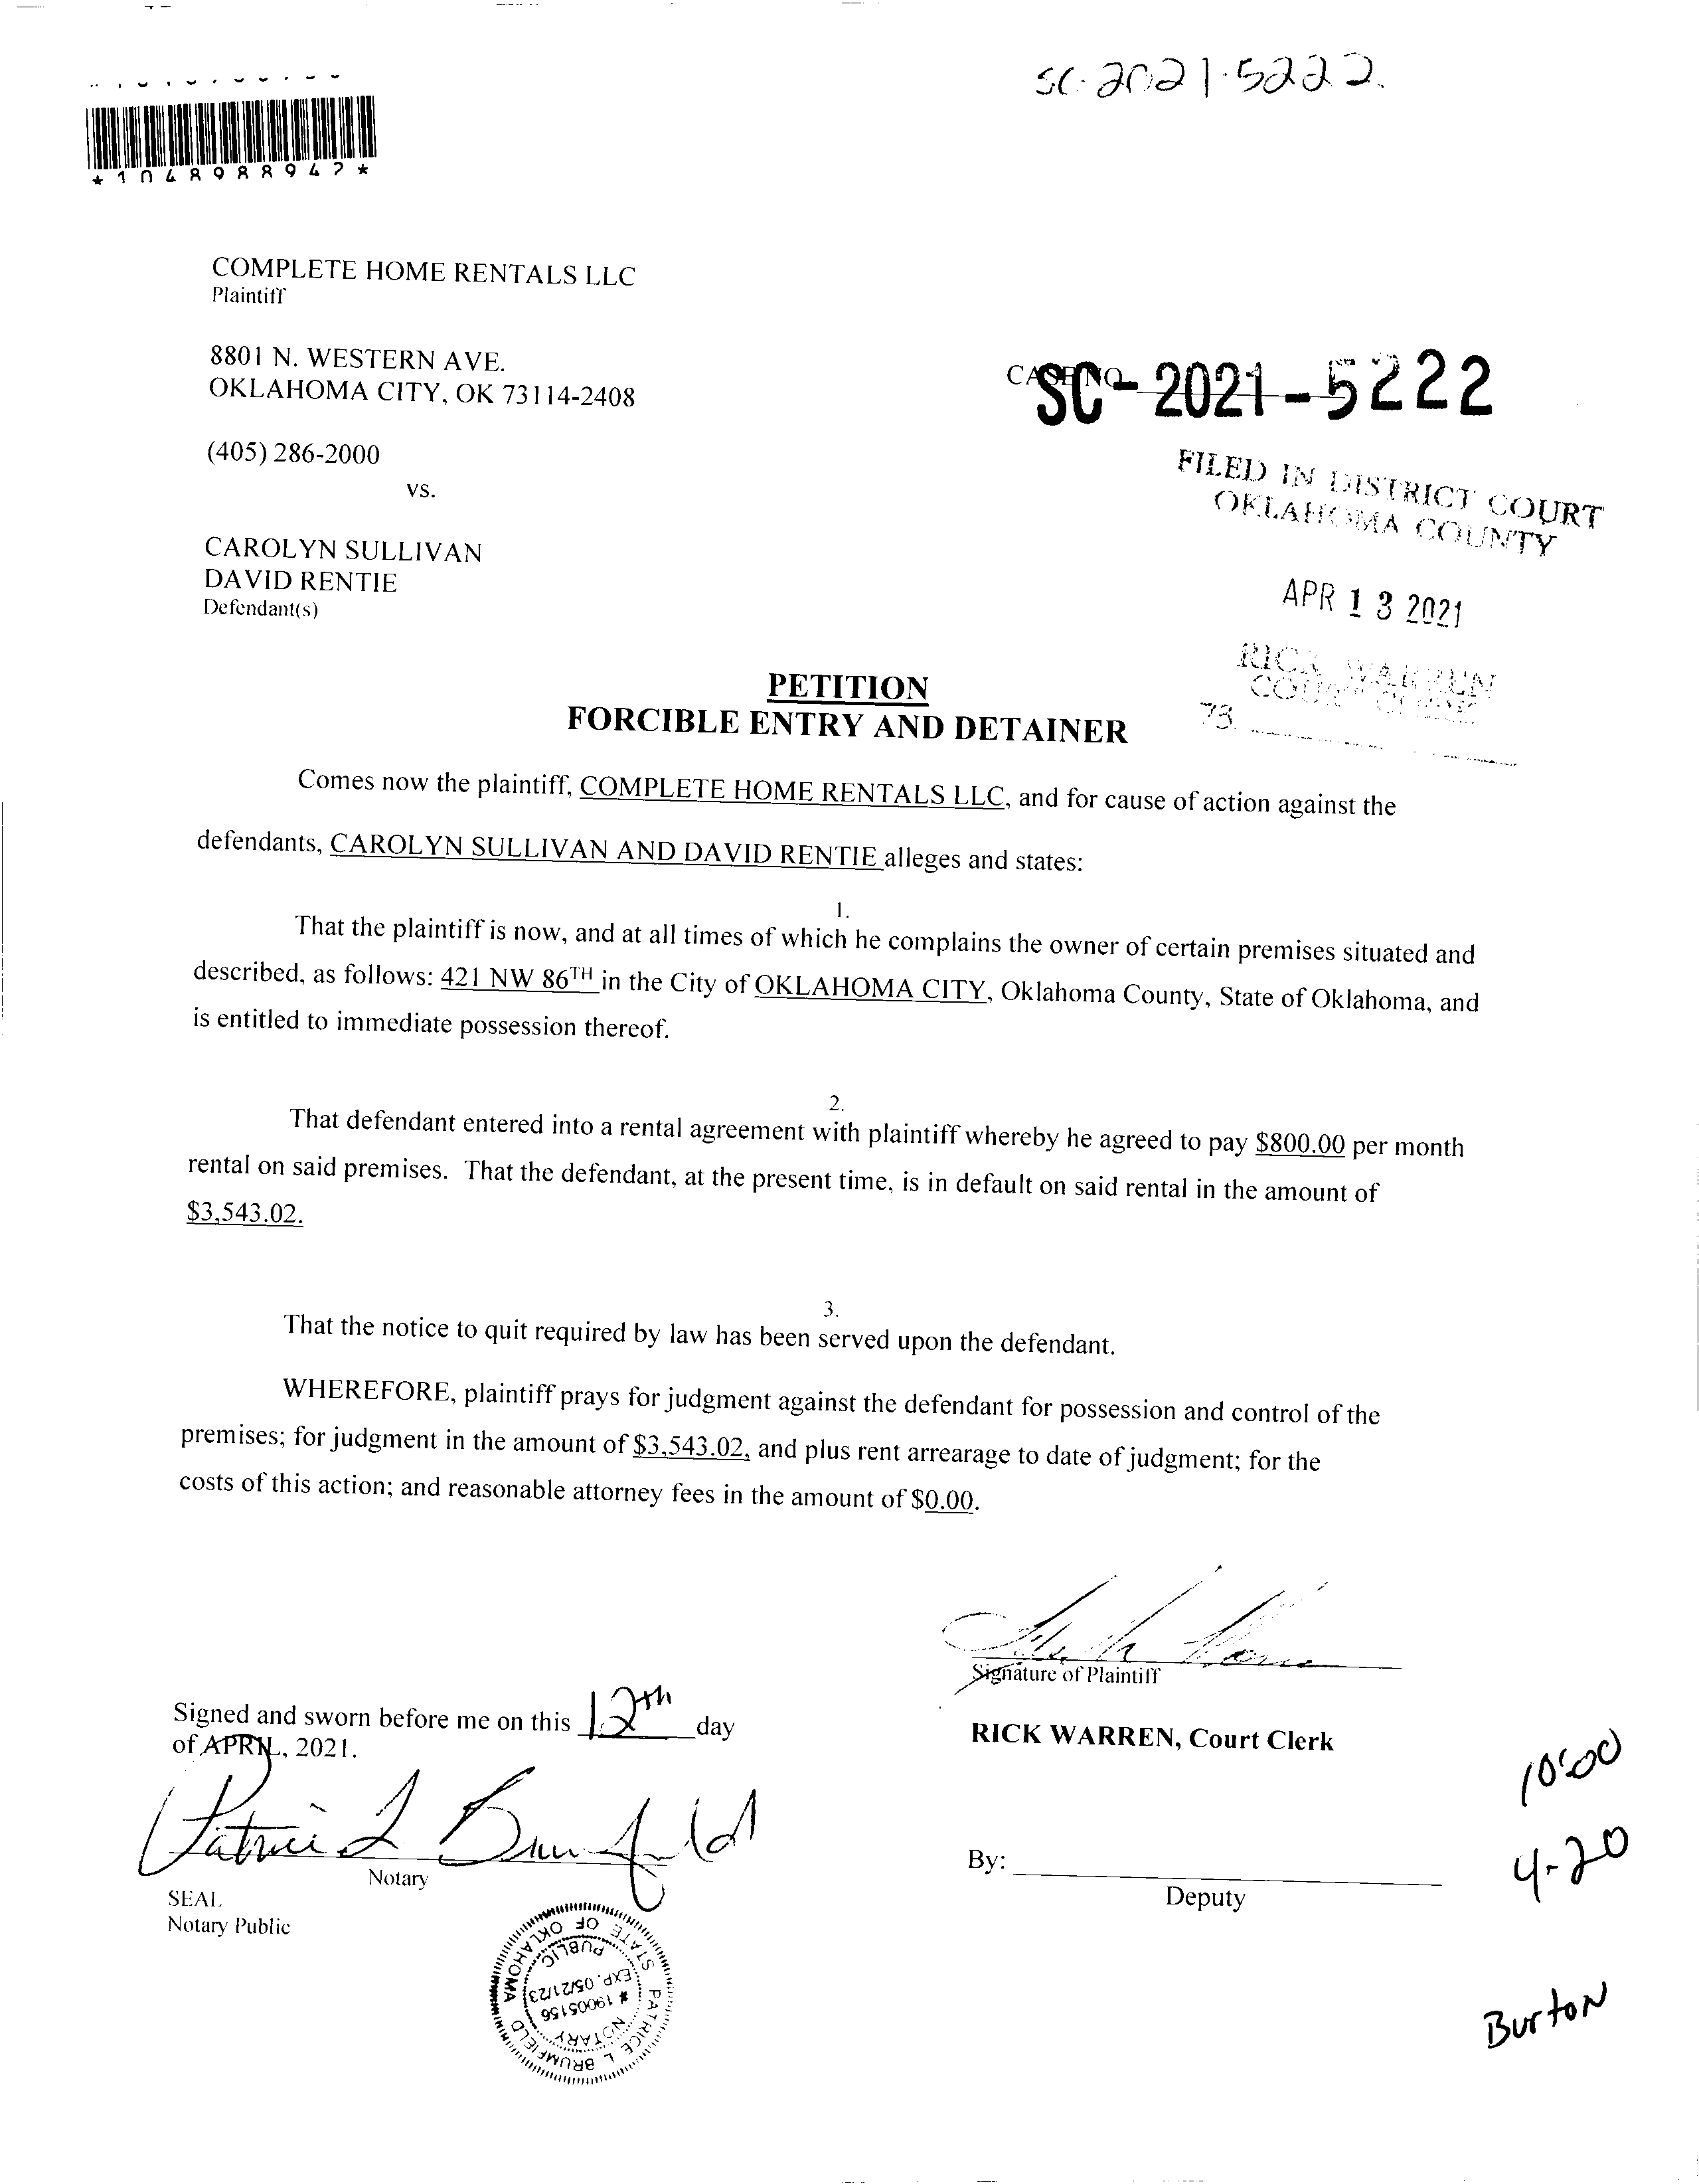 SC-2021-5222
*1048988942*
COMPLETE HOME RENTALS LLC
Plaintiff
8801 N. WESTERN AVE.
OKLAHOMA CITY, OK 73114-2408
CASE NO.
SC-2021-5222
(405) 286-2000
vs.
FILED IN DISTRICT COURT
OKLAHOMA COUNTY
CAROLYN SULLIVAN
DAVID RENTIE
Defendant(s)
APR 13 2021
RICK WARREN
COURT CLERK
73
PETITION
FORCIBLE ENTRY AND DETAINER
Comes now the plaintiff, COMPLETE HOME RENTALS LLC, and for cause of action against the
defendants, CAROLYN SULLIVAN AND DAVID RENTIE alleges and states:
1.
That the plaintiff is now, and at all times of which he complains the owner of certain premises situated and
described, as follows: 421 NW 86TH in the City of OKLAHOMA CITY, Oklahoma County, State of Oklahoma, and
is entitled to immediate possession thereof.
2.
That defendant entered into a rental agreement with plaintiff whereby he agreed to pay $800.00 per month
rental on said premises. That the defendant, at the present time, is in default on said rental in the amount of
$3,543.02.
3.
That the notice to quit required by law has been served upon the defendant.
WHEREFORE, plaintiff prays for judgment against the defendant for possession and control of the
premises; for judgment in the amount of $3,543.02, and plus rent arrearage to date of judgment; for the
costs of this action; and reasonable attorney fees in the amount of $0.00.
Signature of Plaintiff
Signed and sworn before me on this 12th day
of APRIL, 2021.
RICK WARREN, Court Clerk
10:00
Patrice L Brumfield
Notary
SEAL
Notary Public
By:
Deputy
4-20
PATRICE L. BRUMFIELD
STATE OF OKLAHOMA
NOTARY
# 19005156
EXP. 05/21/23
PUBLIC
Burton